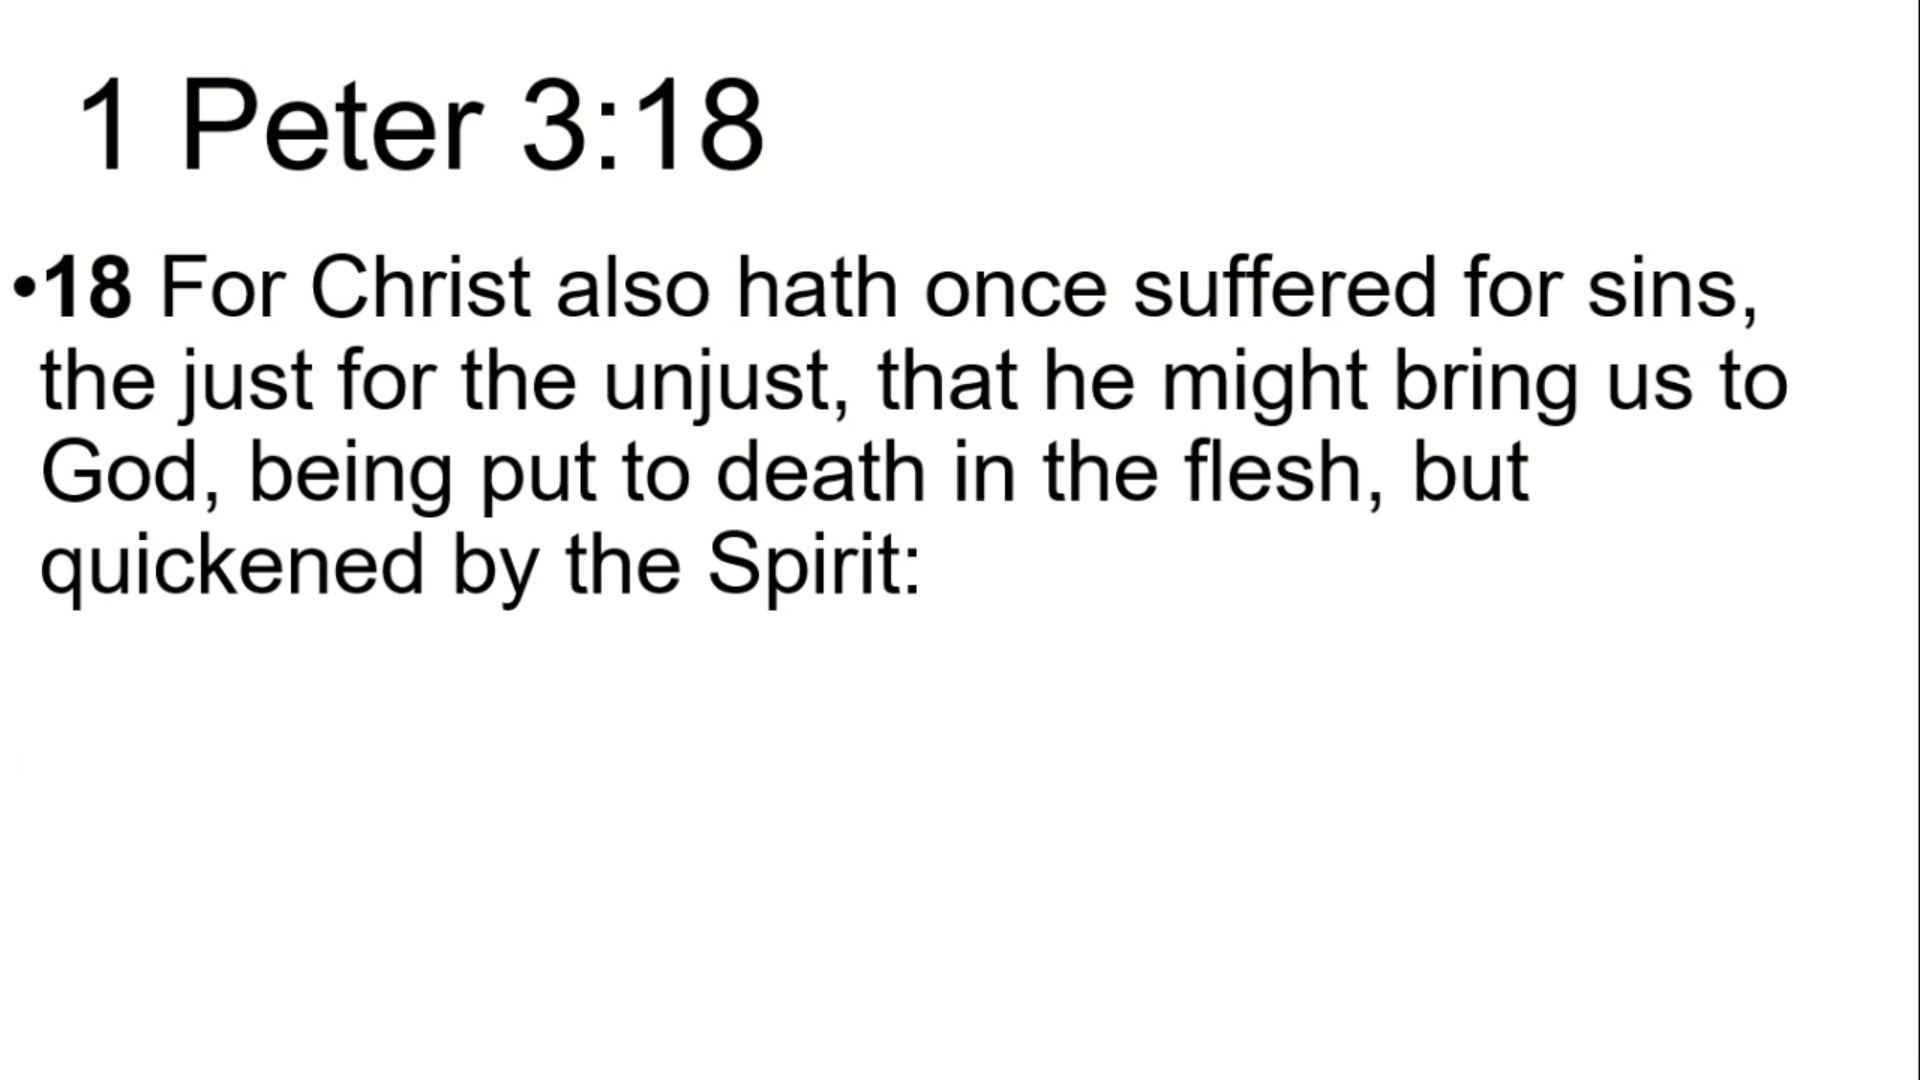 1 Peter 3:18
•18 For Christ also hath once suffered for sins,
the just for the unjust, that he might bring us to
God, being put to death in the flesh, but
quickened by the Spirit: